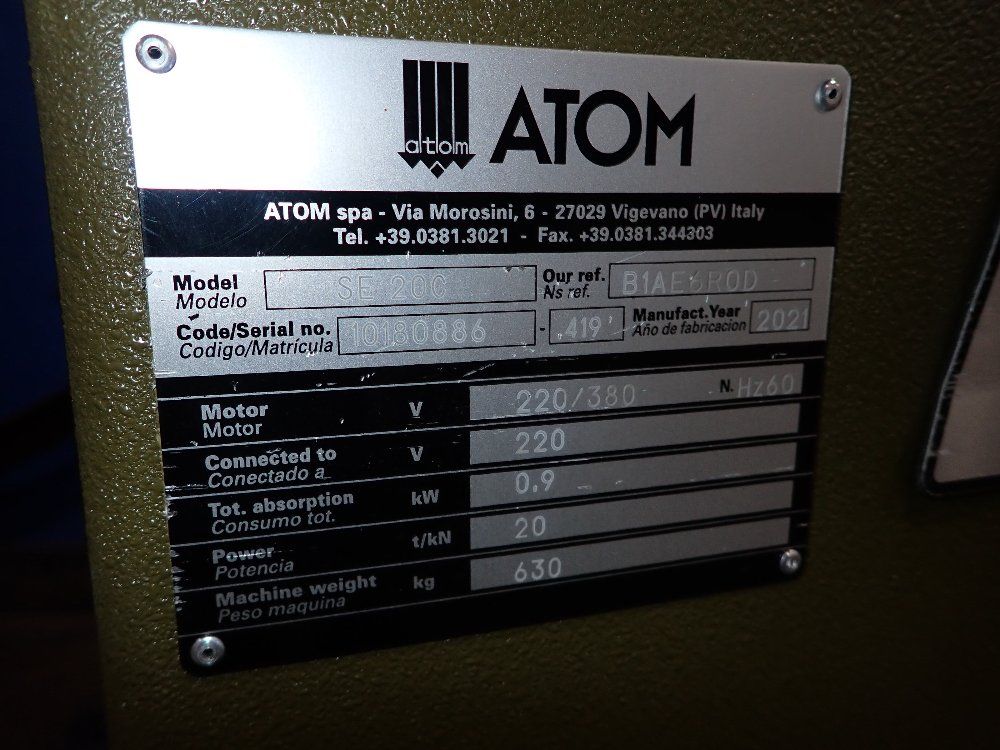 atom ATOM
ATOM spa - Via Morosini, 6 - 27029 Vigevano (PV) Italy
Tel. +39.0381.3021 - Fax. +39.0381.344303
Model SE 20C Our ref. B1AE6R0D
Modelo Ns ref.
Code/Serial no. 10180886 - .419 Manufact.Year 2021
Codigo/Matrícula Año de fabricacion
Motor V 220/380 N. Hz60
Motor
Connected to V 220
Conectado a
Tot. absorption kW 0.9
Consumo tot.
Power t/kN 20
Potencia
Machine weight kg 630
Peso maquina